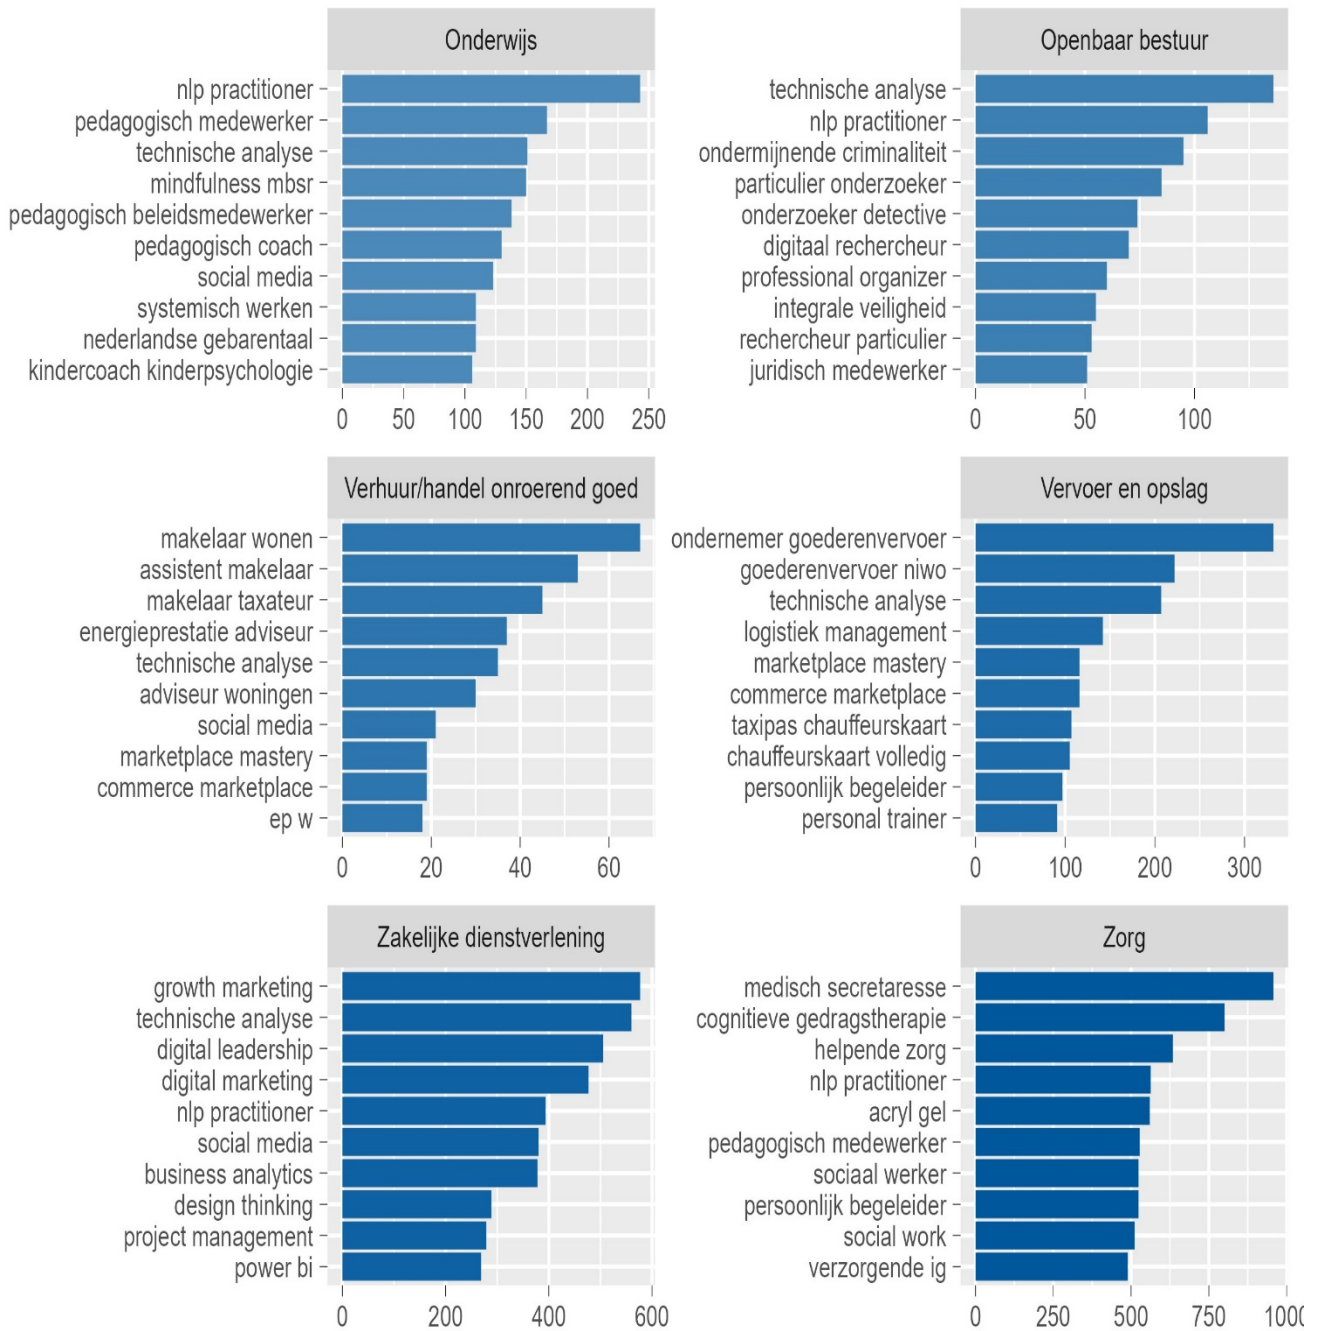 Onderwijs
nlp practitioner
pedagogisch medewerker
technische analyse
mindfulness mbsr
pedagogisch beleidsmedewerker
pedagogisch coach
social media
systemisch werken
nederlandse gebarentaal
kindercoach kinderpsychologie
0 50 100 150 200 250
Openbaar bestuur
technische analyse
nlp practitioner
ondermijnende criminaliteit
particulier onderzoeker
onderzoeker detective
digitaal rechercheur
professional organizer
integrale veiligheid
rechercheur particulier
juridisch medewerker
0 50 100
Verhuur/handel onroerend goed
makelaar wonen
assistent makelaar
makelaar taxateur
energieprestatie adviseur
technische analyse
adviseur woningen
social media
marketplace mastery
commerce marketplace
ep w
0 20 40 60
Vervoer en opslag
ondernemer goederenvervoer
goederenvervoer niwo
technische analyse
logistiek management
marketplace mastery
commerce marketplace
taxipas chauffeurskaart
chauffeurskaart volledig
persoonlijk begeleider
personal trainer
0 100 200 300
Zakelijke dienstverlening
growth marketing
technische analyse
digital leadership
digital marketing
nlp practitioner
social media
business analytics
design thinking
project management
power bi
0 200 400 600
Zorg
medisch secretaresse
cognitieve gedragstherapie
helpende zorg
nlp practitioner
acryl gel
pedagogisch medewerker
sociaal werker
persoonlijk begeleider
social work
verzorgende ig
0 250 500 750 1000